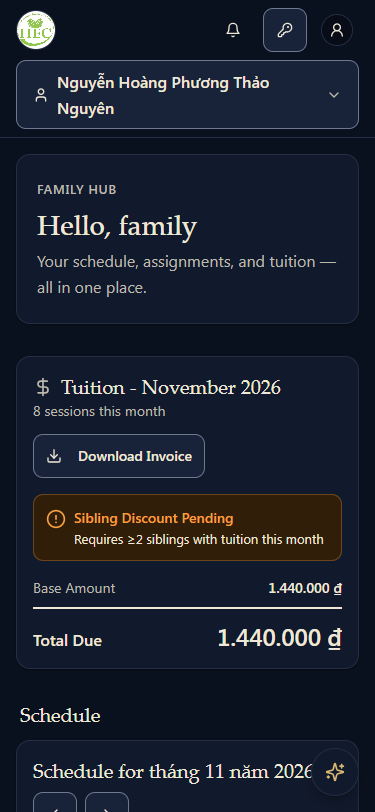 HEC
Nguyễn Hoàng Phương Thảo
Nguyên
FAMILY HUB
Hello, family
Your schedule, assignments, and tuition —
all in one place.
Tuition - November 2026
8 sessions this month
Download Invoice
Sibling Discount Pending
Requires ≥2 siblings with tuition this month
Base Amount
1.440.000 ₫
Total Due
1.440.000 ₫
Schedule
Schedule for tháng 11 năm 2026